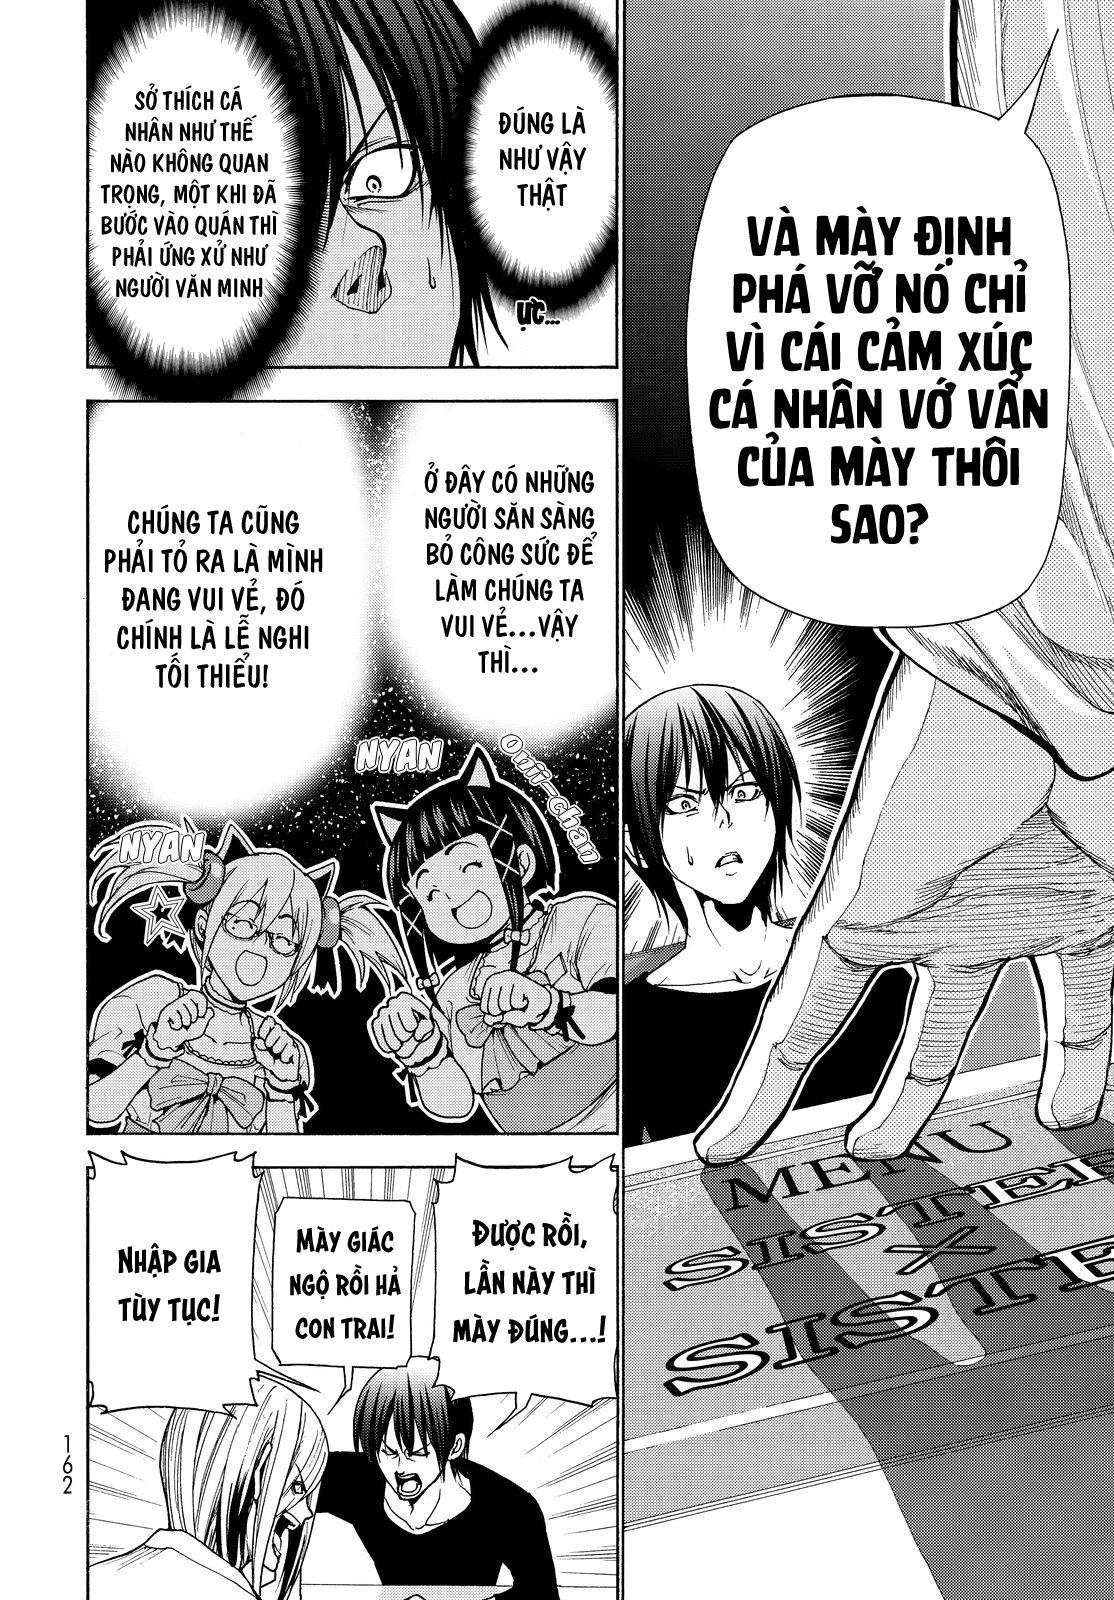 VÀ MÀY ĐỊNH
PHÁ VỠ NÓ CHỈ
VÌ CÁI CẢM XÚC
CÁ NHÂN VỚ VẨN
CỦA MÀY THÔI
SAO?
MENU
SISTER
X
SISTE
ĐÚNG LÀ
NHƯ VẬY
THẬT
ỰC...
SỞ THÍCH CÁ
NHÂN NHƯ THẾ
NÀO KHÔNG QUAN
TRỌNG, MỘT KHI ĐÃ
BƯỚC VÀO QUÁN THÌ
PHẢI ỨNG XỬ NHƯ
NGƯỜI VĂN MINH
Ở ĐÂY CÓ NHỮNG
NGƯỜI SĂN SÀNG
BỎ CÔNG SỨC ĐỂ
LÀM CHÚNG TA
VUI VẺ...VẬY
THÌ...
CHÚNG TA CŨNG
PHẢI TỎ RA LÀ MÌNH
ĐANG VUI VẺ, ĐÓ
CHÍNH LÀ LỄ NGHI
TỐI THIỂU!
Onii-chan
NYAN
NYAN
ĐƯỢC RỒI,
LẦN NÀY THÌ
MÀY ĐÚNG...!
MÀY GIÁC
NGỘ RỒI HẢ
CON TRAI!
NHẬP GIA
TÙY TỤC!
162